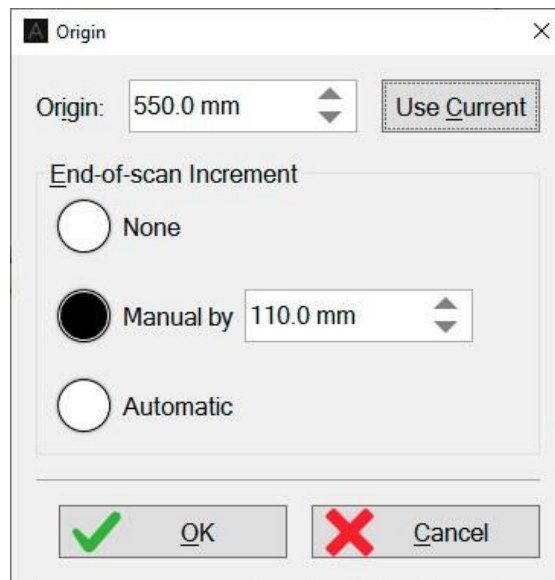 Origin
Origin: 550.0 mm Use Current
End-of-scan Increment
None
Manual by 110.0 mm
Automatic
OK Cancel